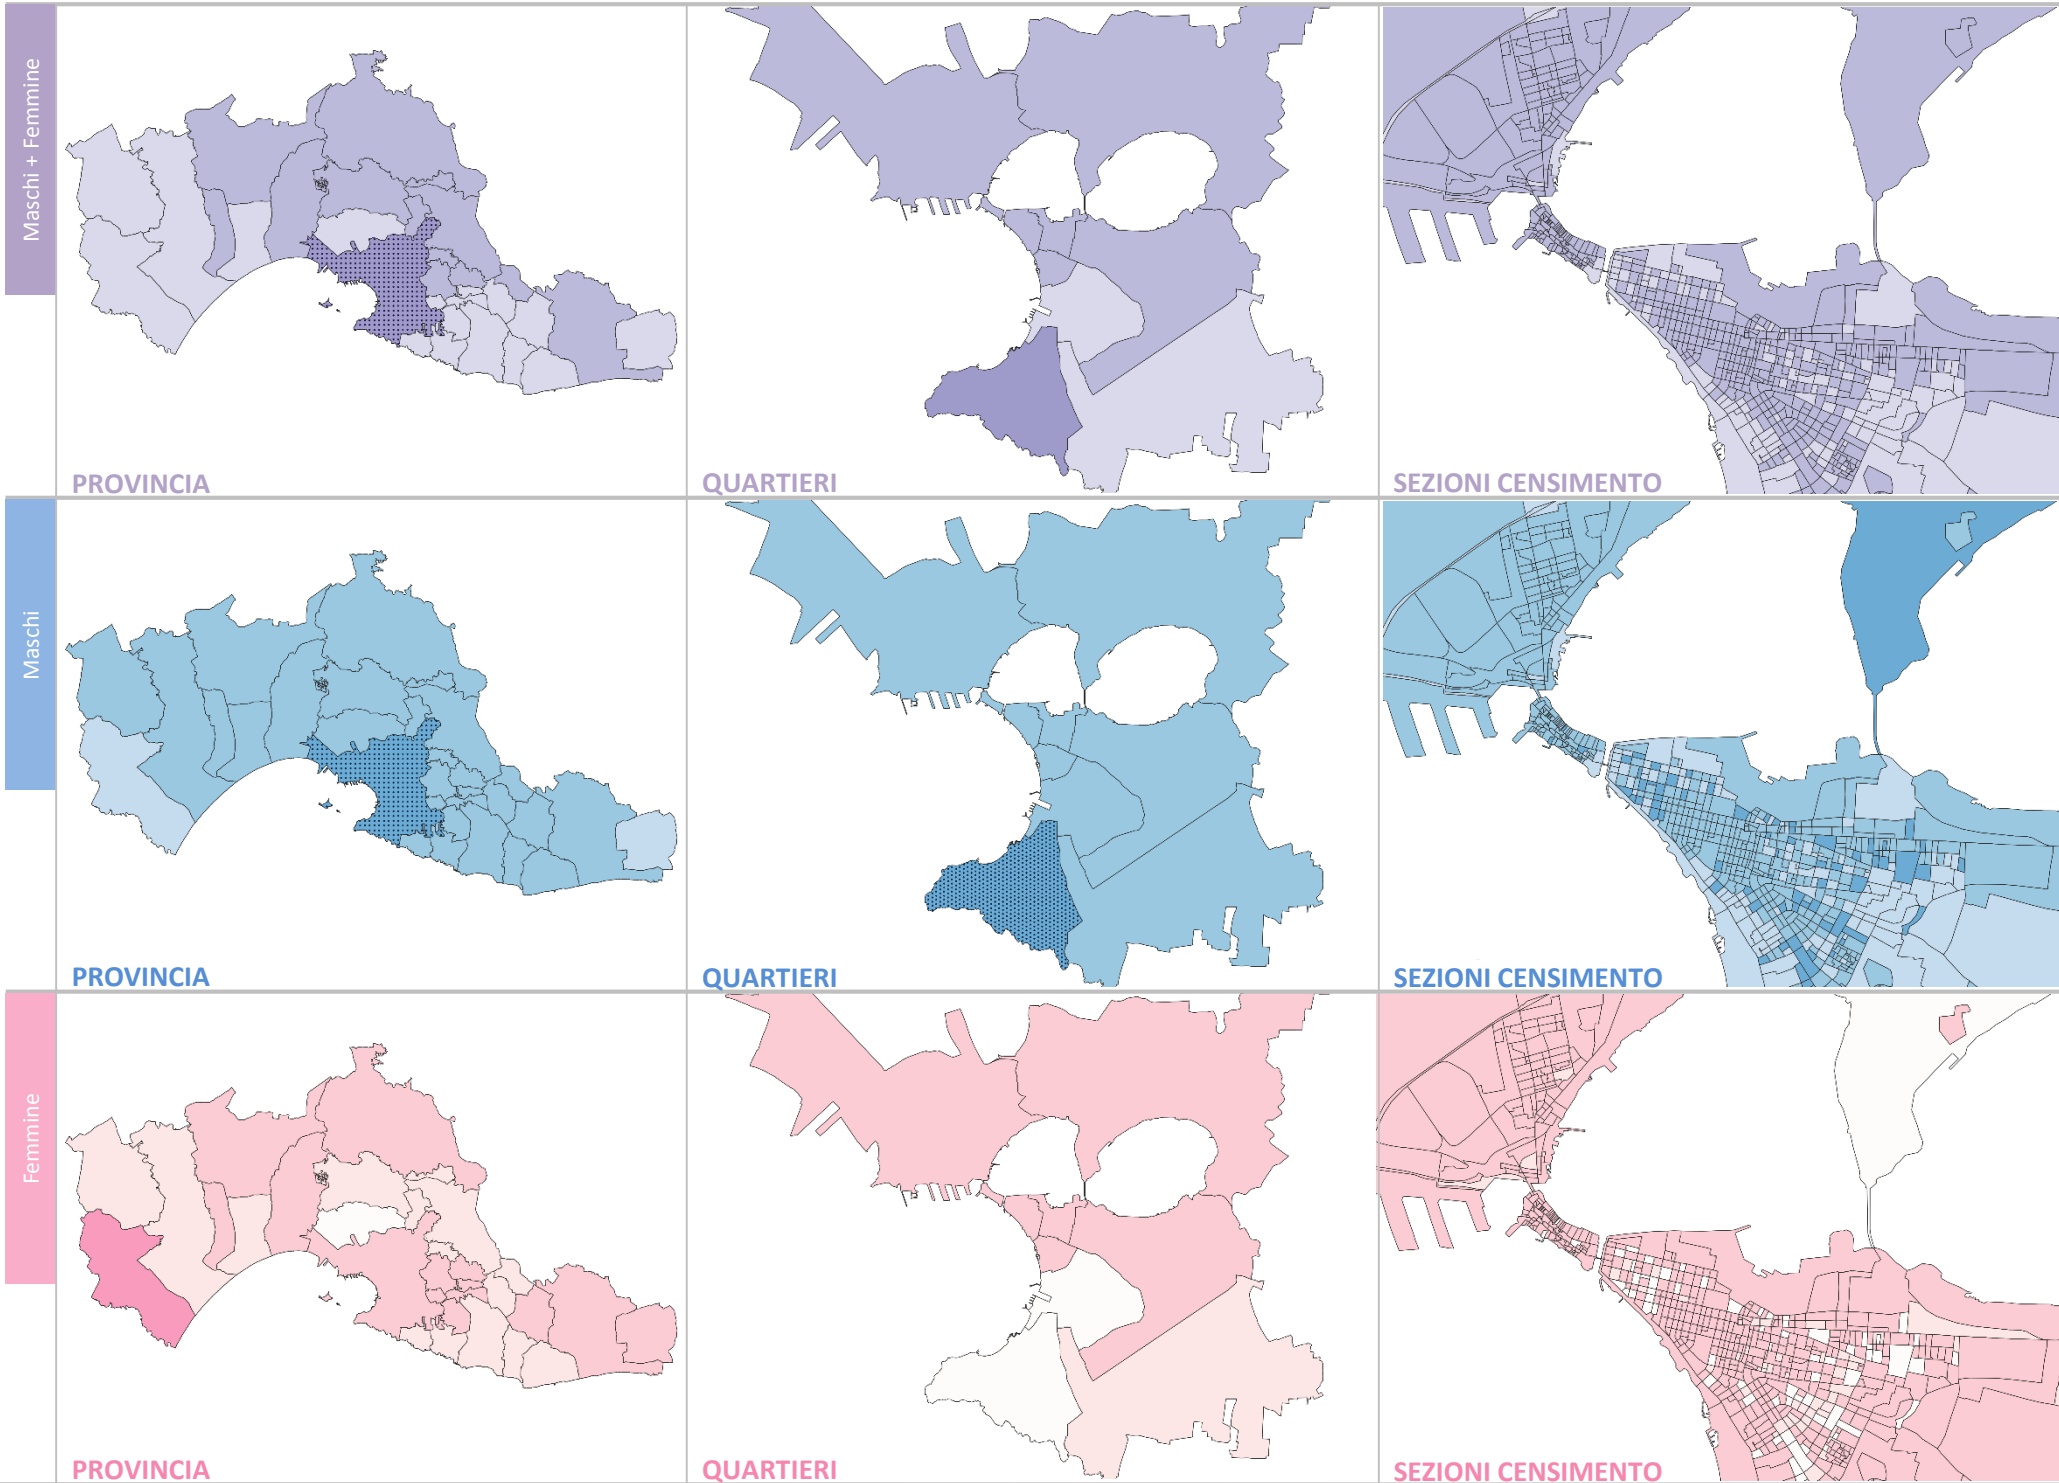 Maschi + Femmine
PROVINCIA
QUARTIERI
SEZIONI CENSIMENTO
Maschi
PROVINCIA
QUARTIERI
SEZIONI CENSIMENTO
Femmine
PROVINCIA
QUARTIERI
SEZIONI CENSIMENTO